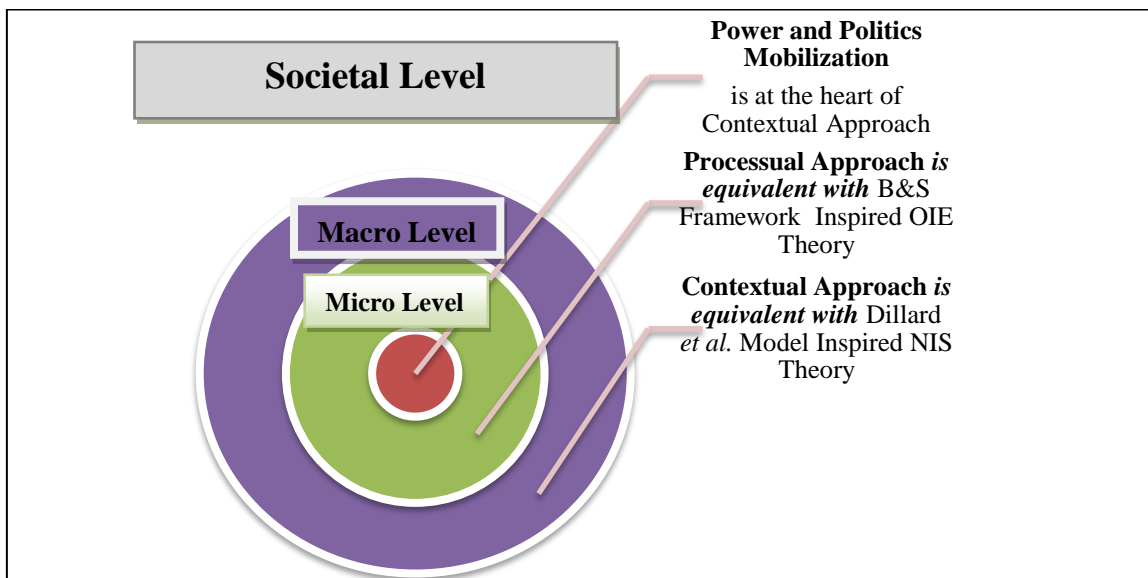 Societal Level
Macro Level
Micro Level
Power and Politics
Mobilization
is at the heart of
Contextual Approach
Processual Approach is
equivalent with B&S
Framework Inspired OIE
Theory
Contextual Approach is
equivalent with Dillard
et al. Model Inspired NIS
Theory